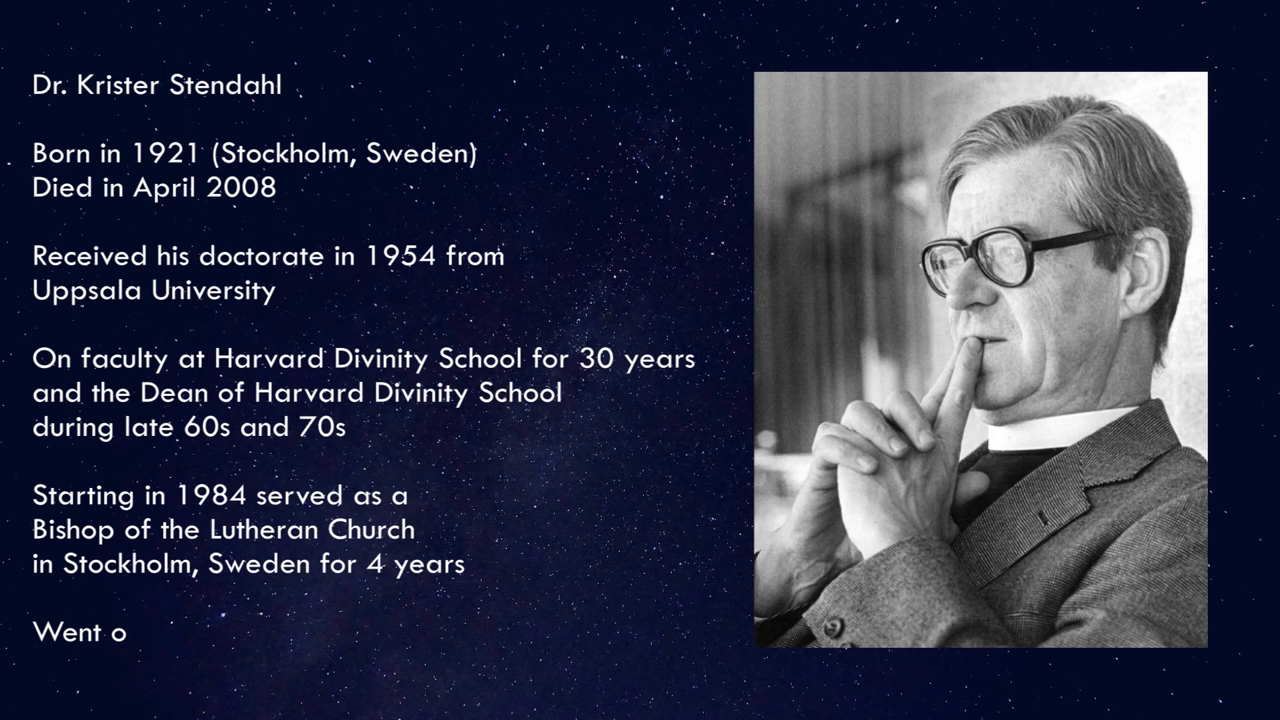 Dr. Krister Stendahl
Born in 1921 (Stockholm, Sweden)
Died in April 2008
Received his doctorate in 1954 from
Uppsala University
On faculty at Harvard Divinity School for 30 years
and the Dean of Harvard Divinity School
during late 60s and 70s
Starting in 1984 served as a
Bishop of the Lutheran Church
in Stockholm, Sweden for 4 years
Went o